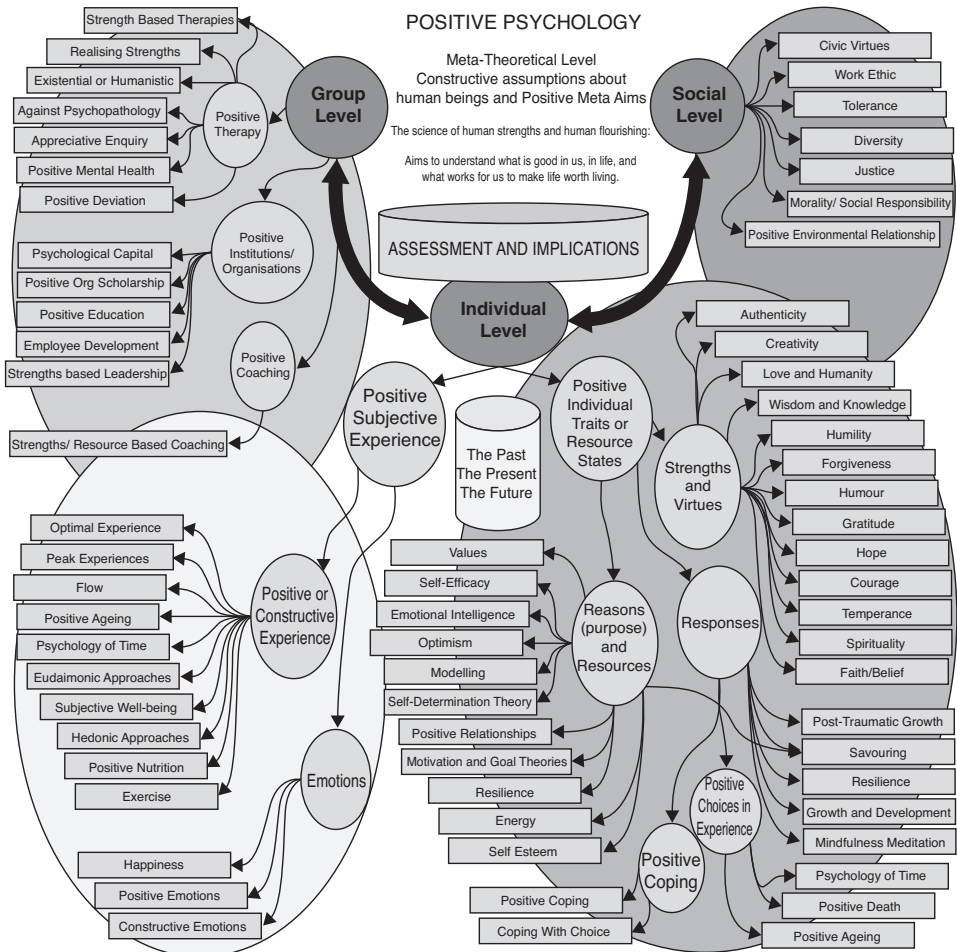 POSITIVE PSYCHOLOGY
Meta-Theoretical Level
Constructive assumptions about
human beings and Positive Meta Aims
The science of human strengths and human flourishing:
Aims to understand what is good in us, in life, and
what works for us to make life worth living.
ASSESSMENT AND IMPLICATIONS
Group
Level
Positive
Therapy
Strength Based Therapies
Realising Strengths
Existential or Humanistic
Against Psychopathology
Appreciative Enquiry
Positive Mental Health
Positive Deviation
Positive
Institutions/
Organisations
Psychological Capital
Positive Org Scholarship
Positive Education
Employee Development
Strengths based Leadership
Positive
Coaching
Strengths/ Resource Based Coaching
Social
Level
Civic Virtues
Work Ethic
Tolerance
Diversity
Justice
Morality/ Social Responsibility
Positive Environmental Relationship
Individual
Level
Positive
Subjective
Experience
The Past
The Present
The Future
Positive
Individual
Traits or
Resource
States
Positive or
Constructive
Experience
Optimal Experience
Peak Experiences
Flow
Positive Ageing
Psychology of Time
Eudaimonic Approaches
Subjective Well-being
Hedonic Approaches
Positive Nutrition
Exercise
Emotions
Happiness
Positive Emotions
Constructive Emotions
Strengths
and
Virtues
Authenticity
Creativity
Love and Humanity
Wisdom and Knowledge
Humility
Forgiveness
Humour
Gratitude
Hope
Courage
Temperance
Spirituality
Faith/Belief
Reasons
(purpose)
and
Resources
Values
Self-Efficacy
Emotional Intelligence
Optimism
Modelling
Self-Determination Theory
Positive Relationships
Motivation and Goal Theories
Resilience
Energy
Self Esteem
Responses
Post-Traumatic Growth
Savouring
Resilience
Growth and Development
Mindfulness Meditation
Positive
Choices in
Experience
Psychology of Time
Positive Death
Positive Ageing
Positive
Coping
Positive Coping
Coping With Choice